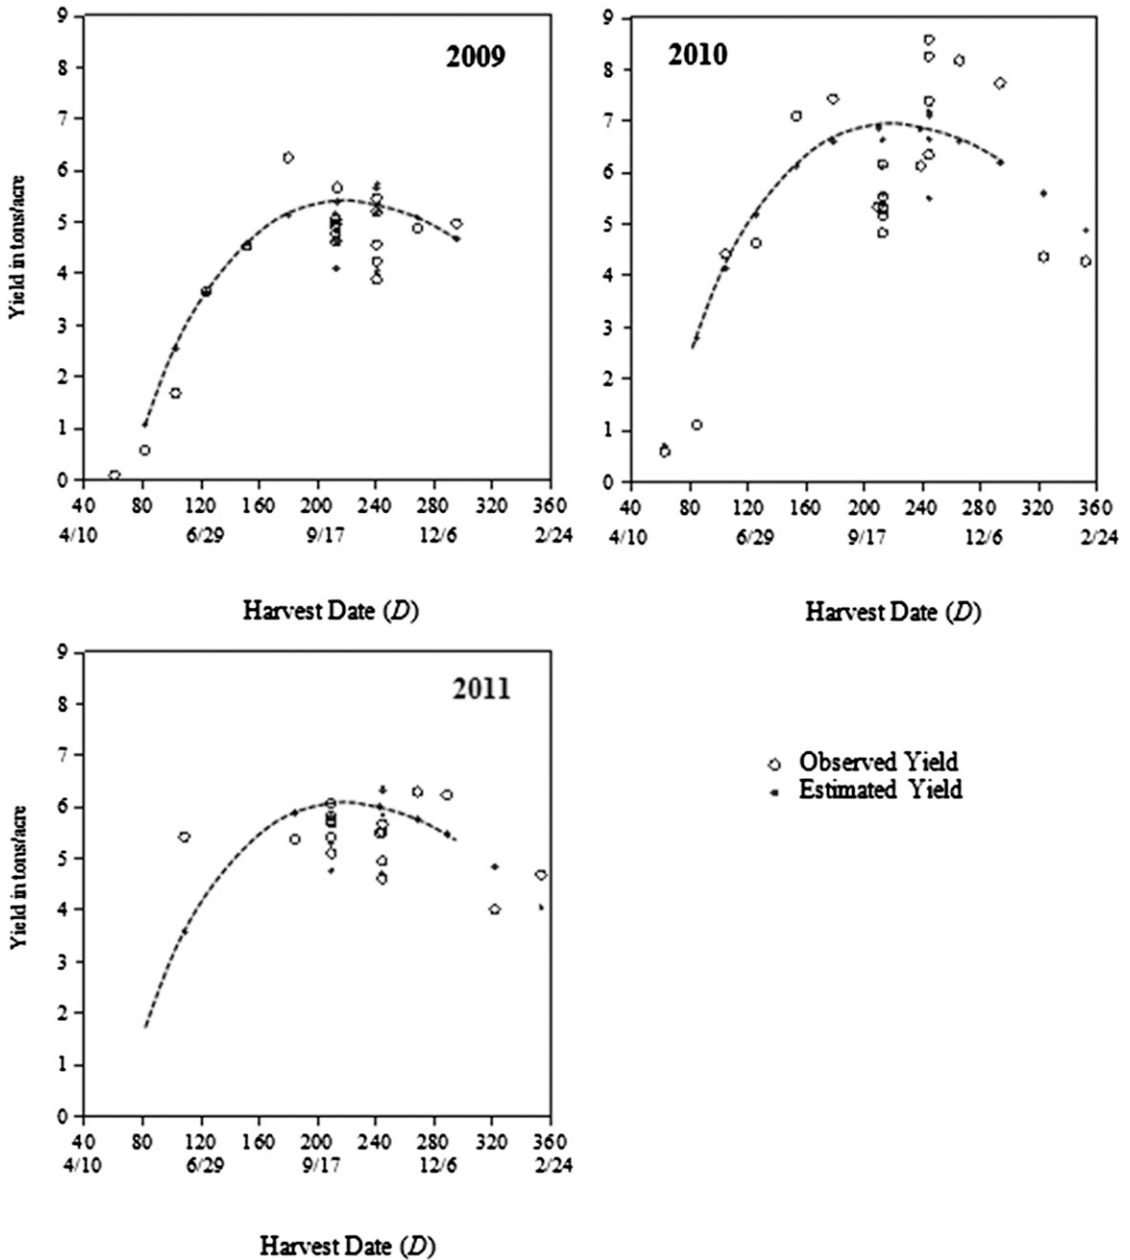 2009
9
8
7
6
5
4
3
2
1
0
Yield in tons/acre
40 80 120 160 200 240 280 320 360
4/10 6/29 9/17 12/6 2/24
Harvest Date (D)
2010
9
8
7
6
5
4
3
2
1
0
40 80 120 160 200 240 280 320 360
4/10 6/29 9/17 12/6 2/24
Harvest Date (D)
2011
9
8
7
6
5
4
3
2
1
0
Yield in tons/acre
40 80 120 160 200 240 280 320 360
4/10 6/29 9/17 12/6 2/24
Harvest Date (D)
Observed Yield
Estimated Yield